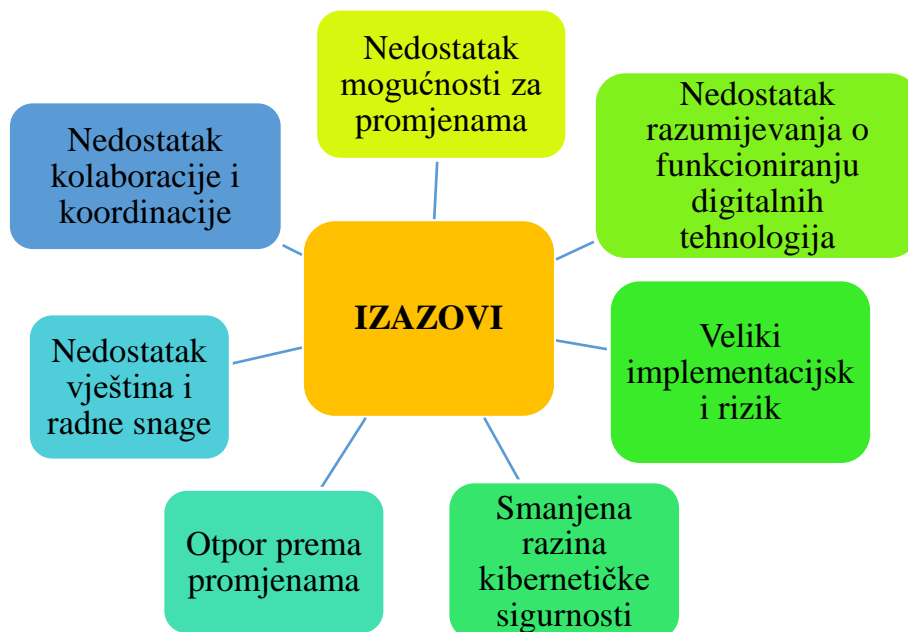 Nedostatak
mogućnosti za
promjenama
Nedostatak
razumijevanja o
funkcioniranju
digitalnih
tehnologija
Veliki
implementacijsk
i rizik
Smanjena
razina
kibernetičke
sigurnosti
Otpor prema
promjenama
Nedostatak
vještina i
radne snage
Nedostatak
kolaboracije i
koordinacije
IZAZOVI